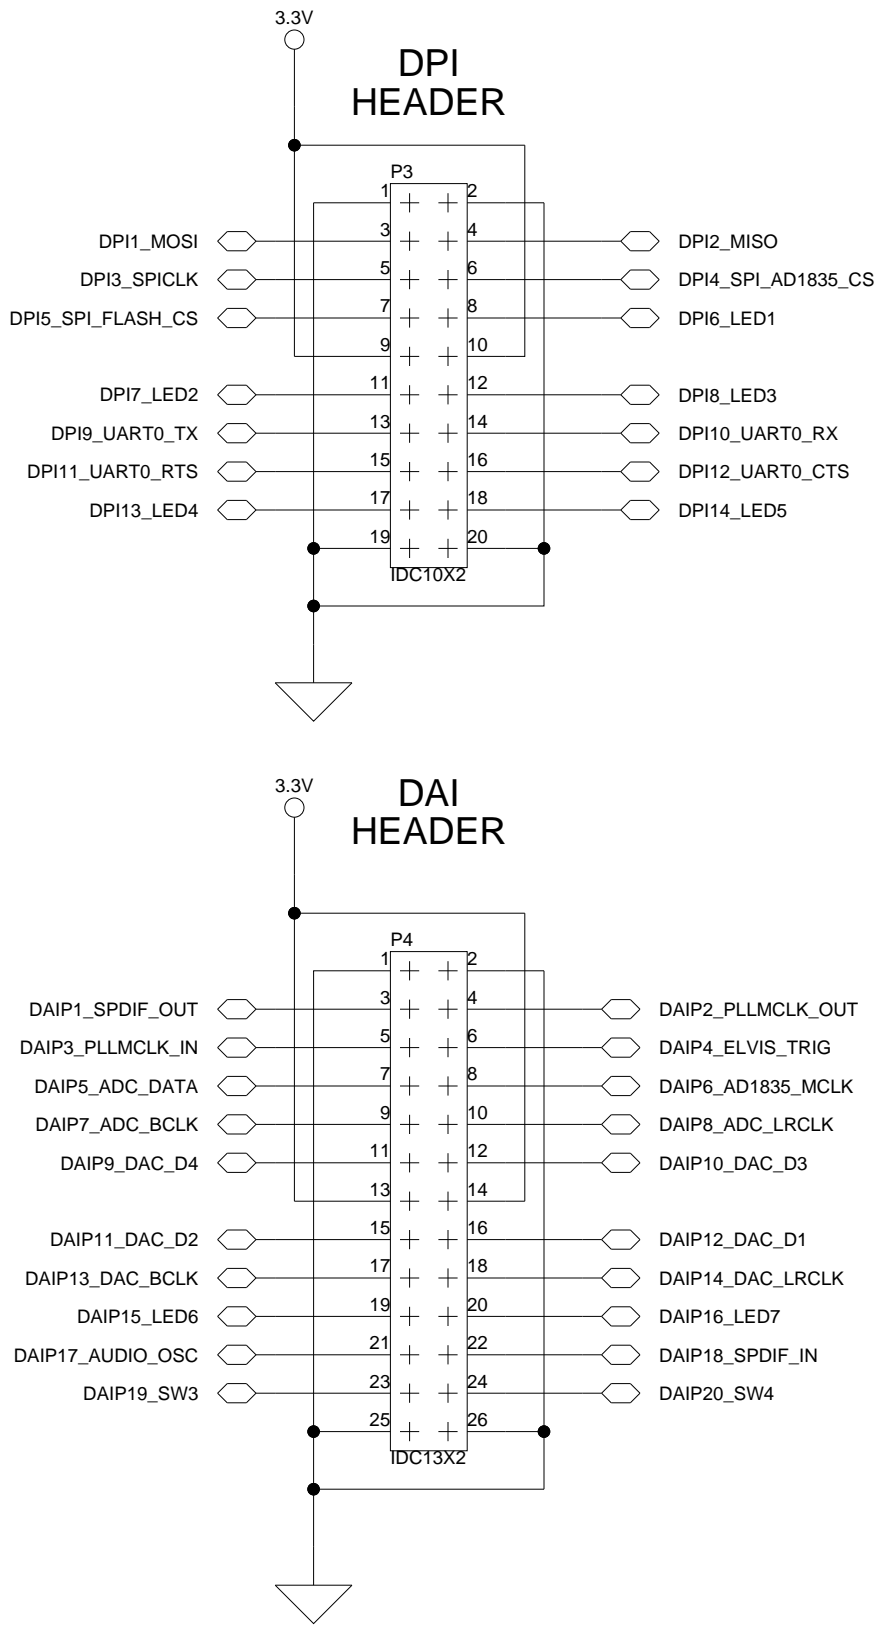 3.3V
DPI
HEADER
P3
1 2
DPI1_MOSI 3 4 DPI2_MISO
DPI3_SPICLK 5 6 DPI4_SPI_AD1835_CS
DPI5_SPI_FLASH_CS 7 8 DPI6_LED1
9 10
DPI7_LED2 11 12 DPI8_LED3
DPI9_UART0_TX 13 14 DPI10_UART0_RX
DPI11_UART0_RTS 15 16 DPI12_UART0_CTS
DPI13_LED4 17 18 DPI14_LED5
19 20
IDC10X2
3.3V
DAI
HEADER
P4
1 2
DAIP1_SPDIF_OUT 3 4 DAIP2_PLLMCLK_OUT
DAIP3_PLLMCLK_IN 5 6 DAIP4_ELVIS_TRIG
DAIP5_ADC_DATA 7 8 DAIP6_AD1835_MCLK
DAIP7_ADC_BCLK 9 10 DAIP8_ADC_LRCLK
DAIP9_DAC_D4 11 12 DAIP10_DAC_D3
13 14
DAIP11_DAC_D2 15 16 DAIP12_DAC_D1
DAIP13_DAC_BCLK 17 18 DAIP14_DAC_LRCLK
DAIP15_LED6 19 20 DAIP16_LED7
DAIP17_AUDIO_OSC 21 22 DAIP18_SPDIF_IN
DAIP19_SW3 23 24 DAIP20_SW4
25 26
IDC13X2